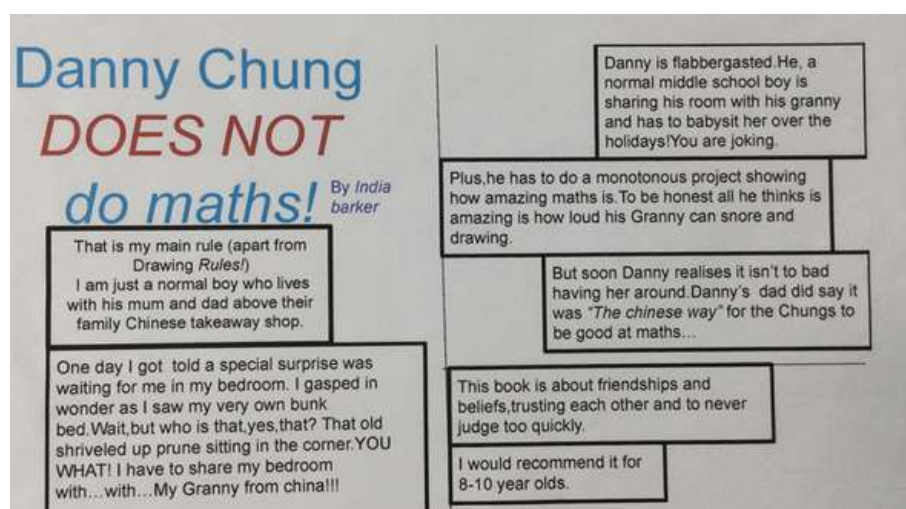 Danny Chung
DOES NOT
do maths!
By India
barker
That is my main rule (apart from
Drawing Rules!)
I am just a normal boy who lives
with his mum and dad above their
family Chinese takeaway shop.
One day I got told a special surprise was
waiting for me in my bedroom. I gasped in
wonder as I saw my very own bunk
bed.Wait,but who is that,yes,that? That old
shriveled up prune sitting in the corner.YOU
WHAT! I have to share my bedroom
with...with...My Granny from china!!!
Danny is flabbergasted.He, a
normal middle school boy is
sharing his room with his granny
and has to babysit her over the
holidays!You are joking.
Plus,he has to do a monotonous project showing
how amazing maths is.To be honest all he thinks is
amazing is how loud his Granny can snore and
drawing.
But soon Danny realises it isn't to bad
having her around.Danny's dad did say it
was "The chinese way" for the Chungs to
be good at maths...
This book is about friendships and
beliefs,trusting each other and to never
judge too quickly.
I would recommend it for
8-10 year olds.